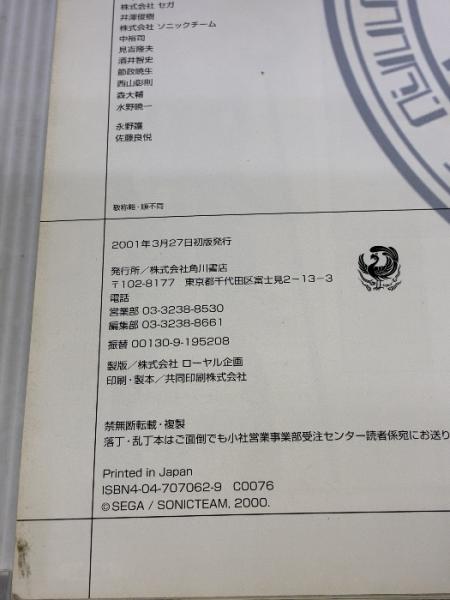 株式会社 セガ
井澤俊樹
株式会社 ソニックチーム
中裕司
見吉隆夫
酒井智史
節政暁生
西山彰則
森大輔
水野暁一
永野護
佐藤良悦
敬称略・順不同
2001年3月27日初版発行
発行所／株式会社角川書店
〒102-8177 東京都千代田区富士見2-13-3
電話
営業部 03-3238-8530
編集部 03-3238-8661
振替 00130-9-195208
製版／株式会社 ローヤル企画
印刷・製本／共同印刷株式会社
禁無断転載・複製
落丁・乱丁本はご面倒でも小社営業事業部受注センター読者係宛にお送り
Printed in Japan
ISBN4-04-707062-9 C0076
©SEGA / SONICTEAM, 2000.